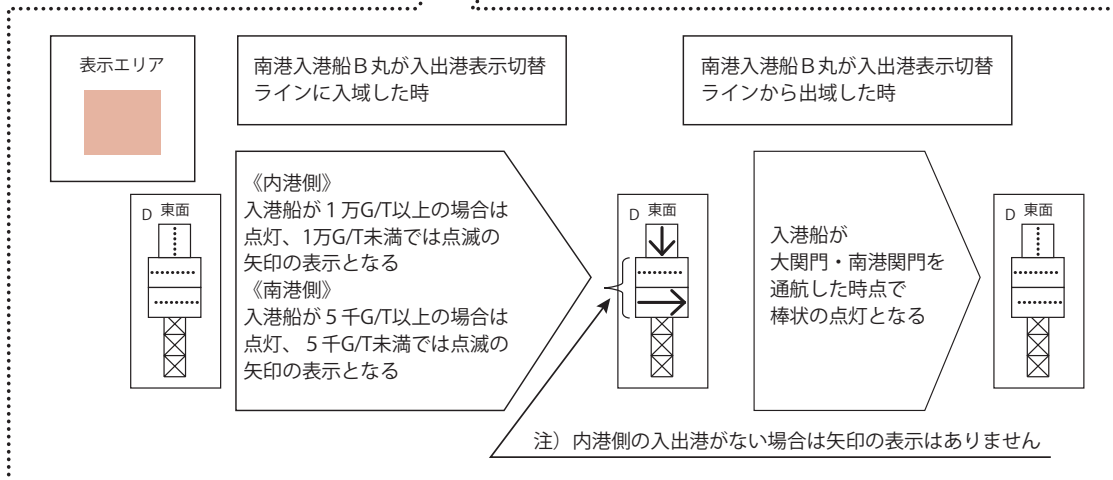 表示エリア
南港入港船Ｂ丸が入出港表示切替
ラインに入域した時
南港入港船Ｂ丸が入出港表示切替
ラインから出域した時
D 東面
《内港側》
入港船が１万G/T以上の場合は
点灯、1万G/T未満では点滅の
矢印の表示となる
《南港側》
入港船が５千G/T以上の場合は
点灯、５千G/T未満では点滅の
矢印の表示となる
D 東面
入港船が
大関門・南港関門を
通航した時点で
棒状の点灯となる
D 東面
注）内港側の入出港がない場合は矢印の表示はありません